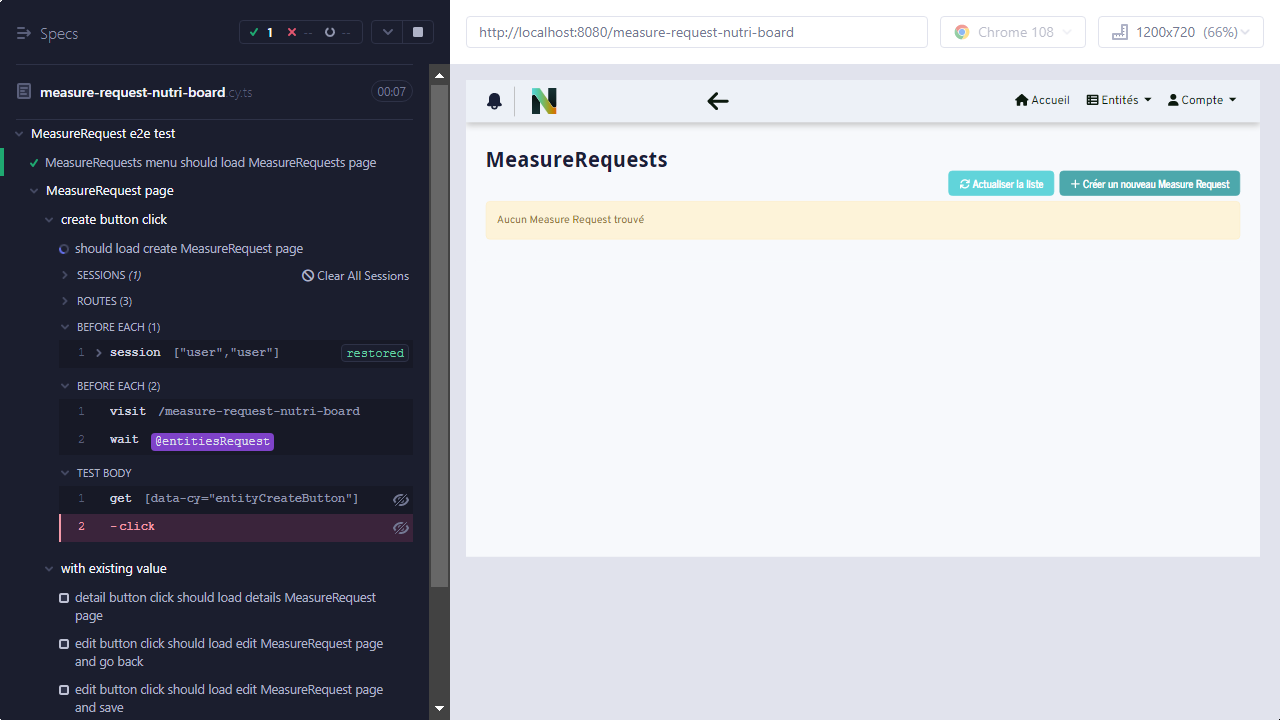 Specs
1 -- --
measure-request-nutri-board.cy.ts
00:07
MeasureRequest e2e test
MeasureRequests menu should load MeasureRequests page
MeasureRequest page
create button click
should load create MeasureRequest page
SESSIONS (1)
Clear All Sessions
ROUTES (3)
BEFORE EACH (1)
1 session ["user","user"] restored
BEFORE EACH (2)
1 visit /measure-request-nutri-board
2 wait @entitiesRequest
TEST BODY
1 get [data-cy="entityCreateButton"]
2 -click
with existing value
detail button click should load details MeasureRequest
page
edit button click should load edit MeasureRequest page
and go back
edit button click should load edit MeasureRequest page
and save
http://localhost:8080/measure-request-nutri-board
Chrome 108
1200x720 (66%)
Accueil
Entités
Compte
MeasureRequests
Actualiser la liste
Créer un nouveau Measure Request
Aucun Measure Request trouvé